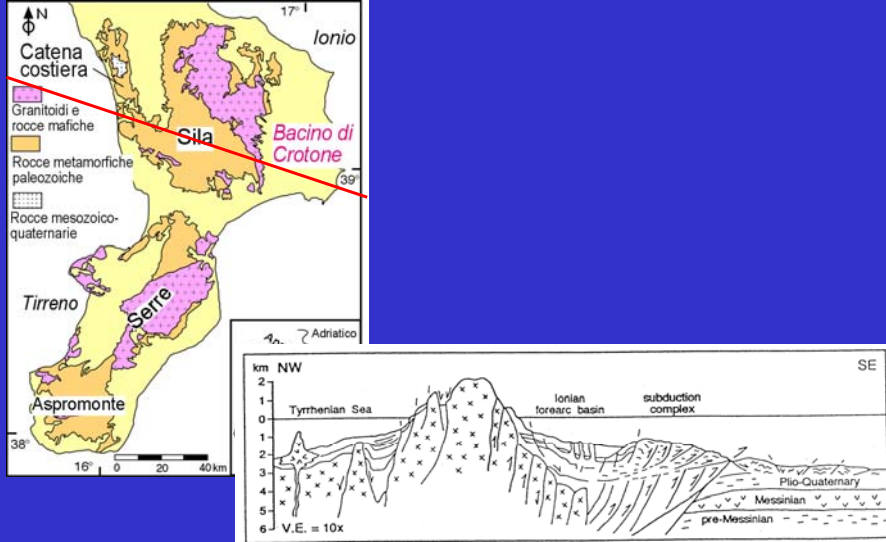 N
17°
Ionio
Catena
costiera
Granitoidi e
rocce mafiche
Sila
Bacino di
Crotone
Rocce metamorfiche
paleozoiche
39°
Rocce mesozoico-
quaternarie
Tirreno
Serre
Adriatico
Aspromonte
38°
16°
0 20 40 km
km NW
SE
2
1
0
1
2
3
4
5
6
Tyrrhenian Sea
Ionian
forearc basin
subduction
complex
Plio-Quaternary
Messinian
pre-Messinian
V.E. = 10x